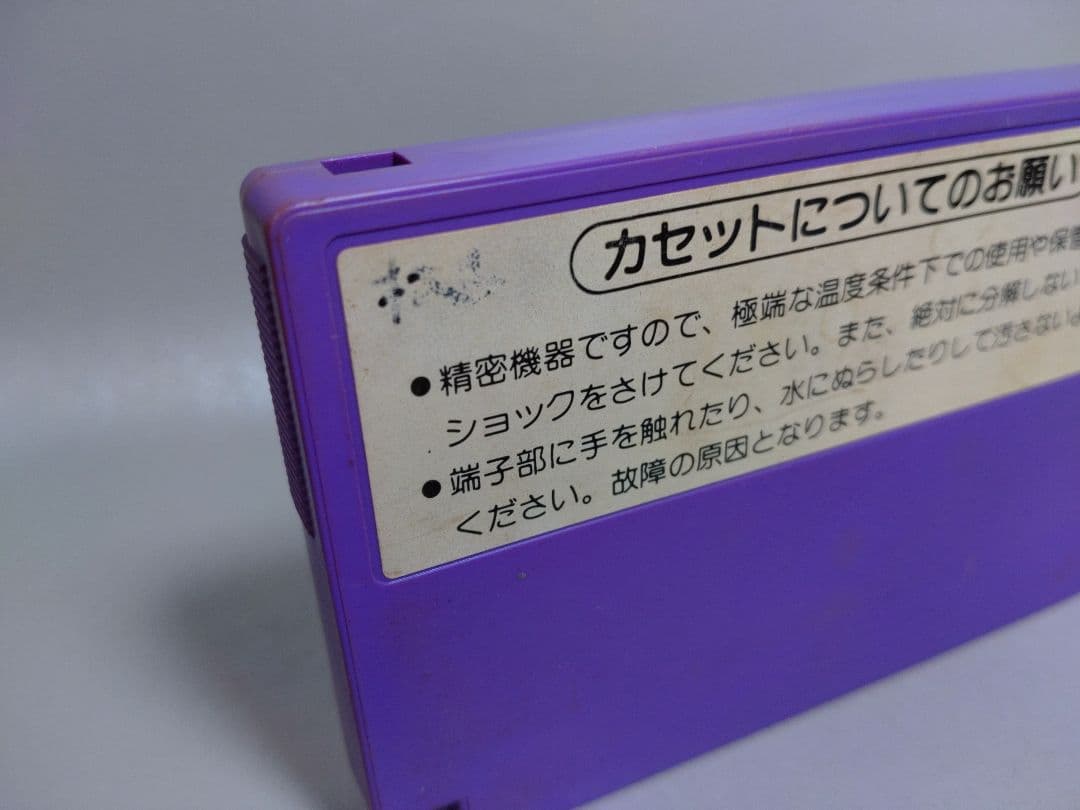 カセットについてのお願い
●精密機器ですので、極端な温度条件下での使用や保管
ショックをさけてください。また、絶対に分解しない
●端子部に手を触れたり、水にぬらしたりして汚さないよ
ください。故障の原因となります。